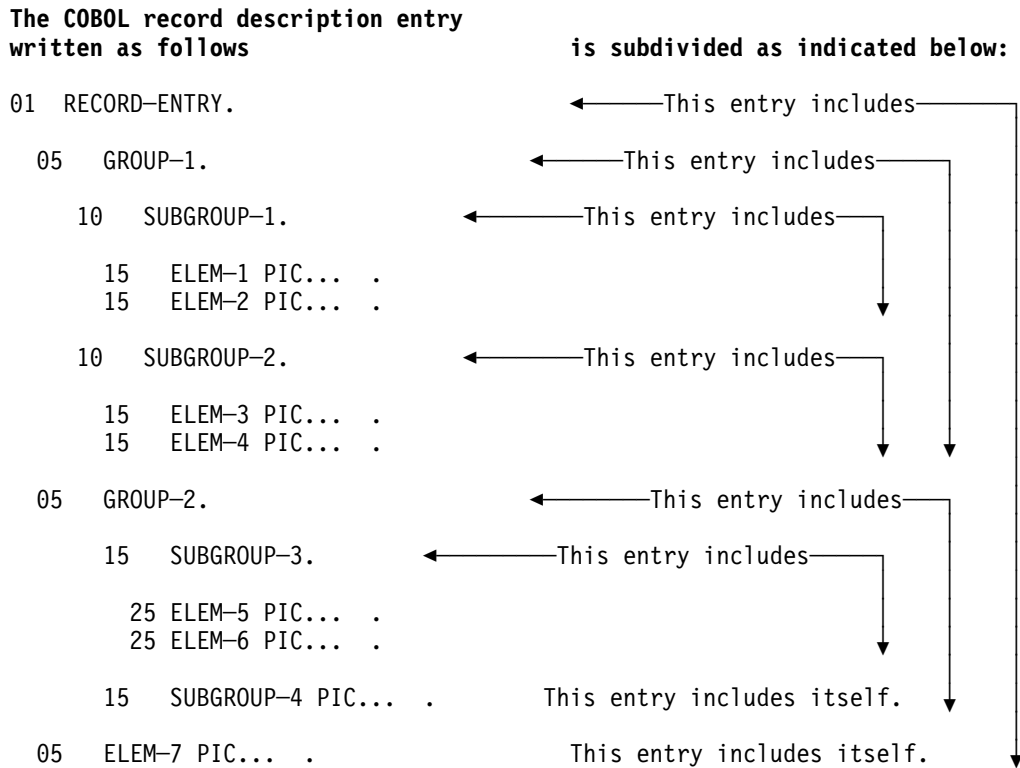 The COBOL record description entry
written as follows is subdivided as indicated below:
01 RECORD—ENTRY. This entry includes
05 GROUP—1. This entry includes
10 SUBGROUP—1. This entry includes
15 ELEM—1 PIC... .
15 ELEM—2 PIC... .
10 SUBGROUP—2. This entry includes
15 ELEM—3 PIC... .
15 ELEM—4 PIC... .
05 GROUP—2. This entry includes
15 SUBGROUP—3. This entry includes
25 ELEM—5 PIC... .
25 ELEM—6 PIC... .
15 SUBGROUP—4 PIC... . This entry includes itself.
05 ELEM—7 PIC... . This entry includes itself.